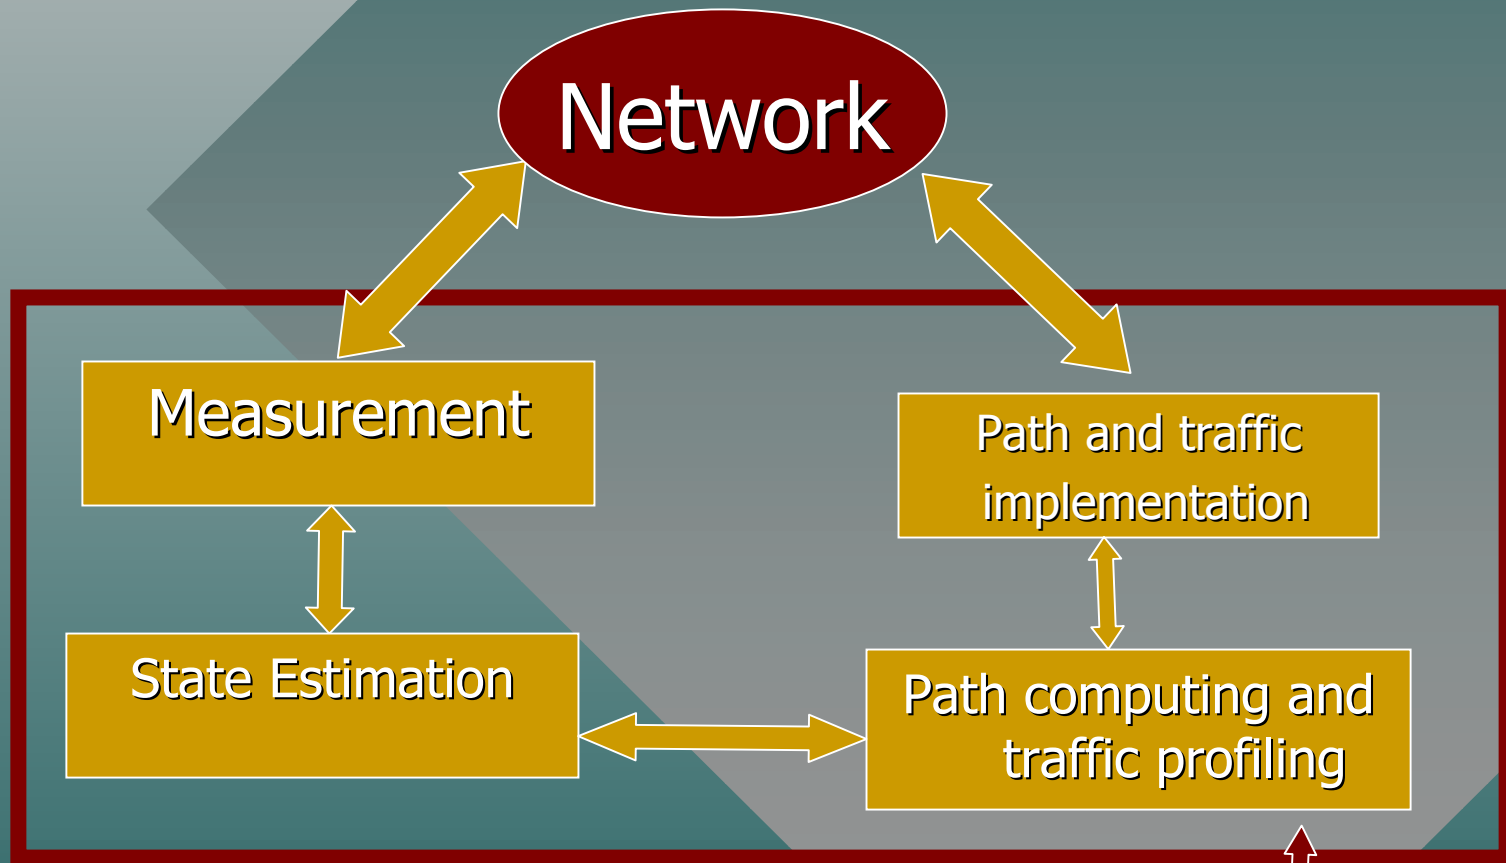 Network
Measurement
Path and traffic
implementation
State Estimation
Path computing and
traffic profiling